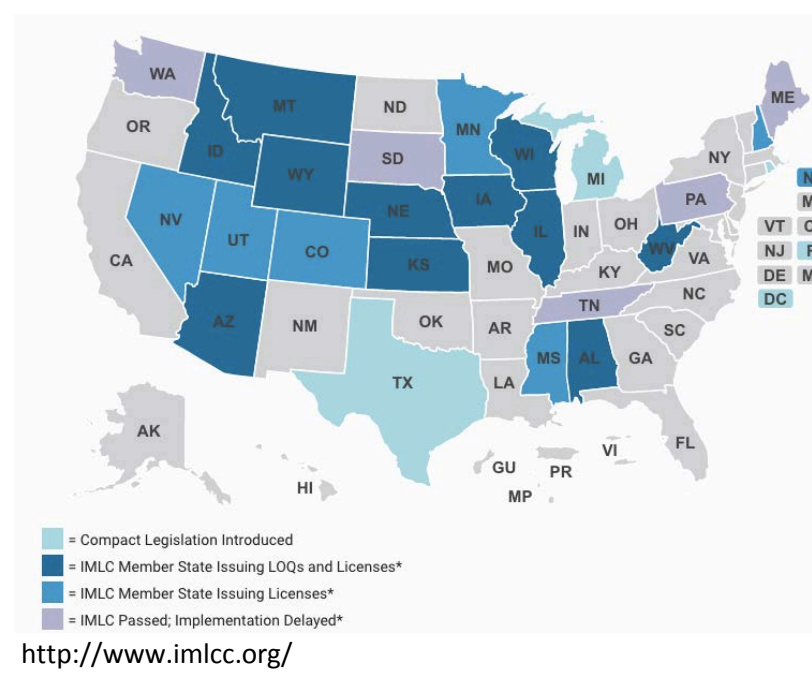 WA
ME
MT
ND
OR
MN
ID
SD
WI
NY
WY
MI
PA
IA
NE
NV
OH
IL
IN
UT
CO
WV
VA
CA
KS
MO
KY
NC
TN
AZ
OK
NM
AR
SC
MS
AL
GA
TX
LA
AK
FL
VI
GU
PR
HI
MP
VT
NJ
DE
DC
= Compact Legislation Introduced
= IMLC Member State Issuing LOQs and Licenses*
= IMLC Member State Issuing Licenses*
= IMLC Passed; Implementation Delayed*
http://www.imlcc.org/